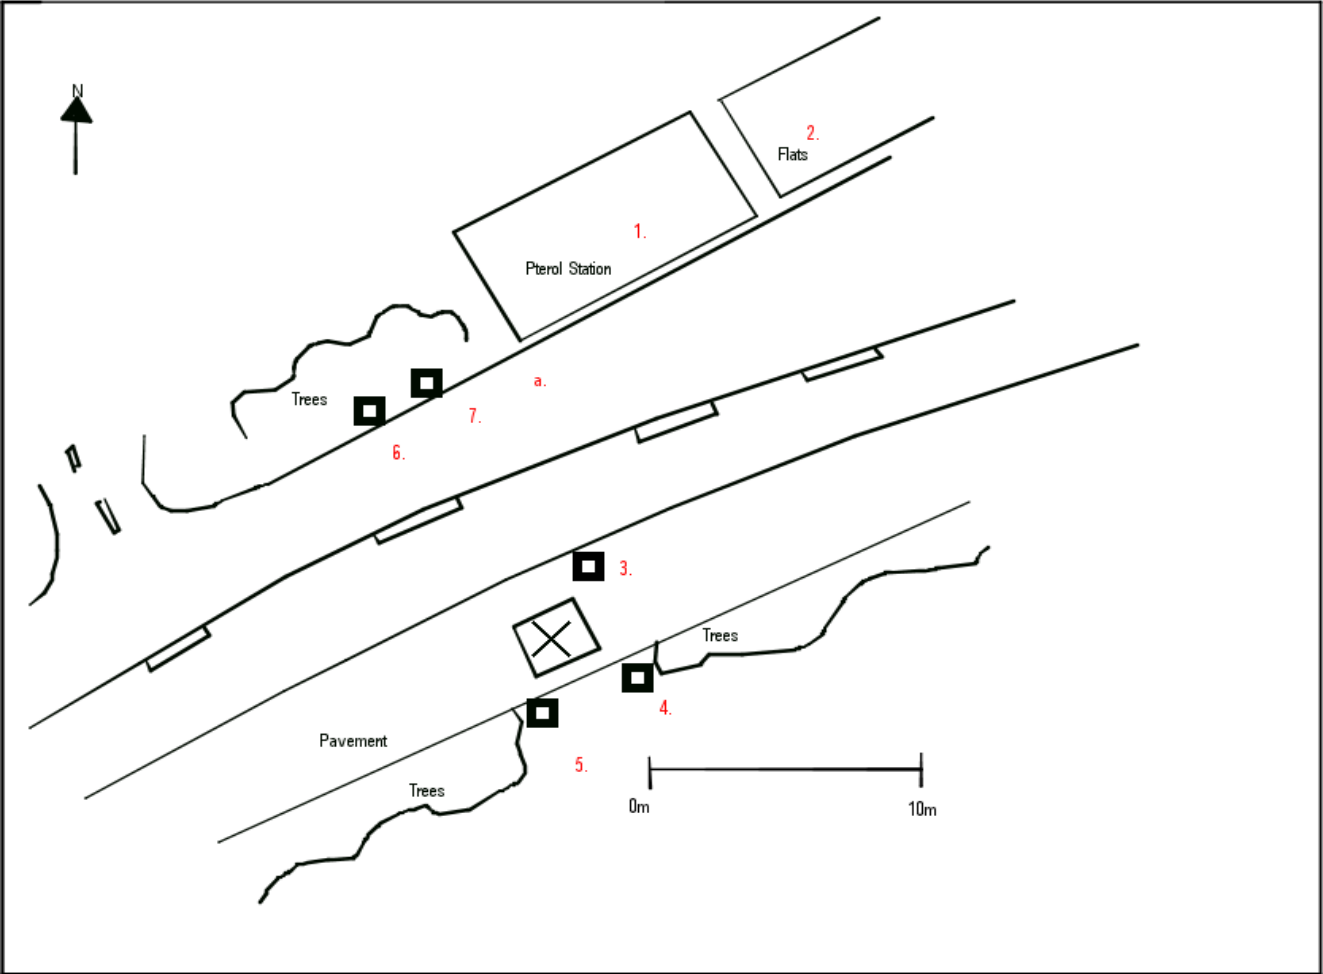 N
2.
Flats
1.
Pterol Station
a.
Trees
7.
6.
3.
Trees
4.
Pavement
5.
Trees
0m
10m